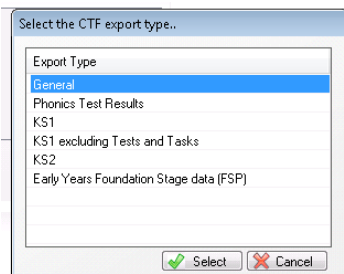 Select the CTF export type..
Export Type
General
Phonics Test Results
KS1
KS1 excluding Tests and Tasks
KS2
Early Years Foundation Stage data (FSP)
Select Cancel